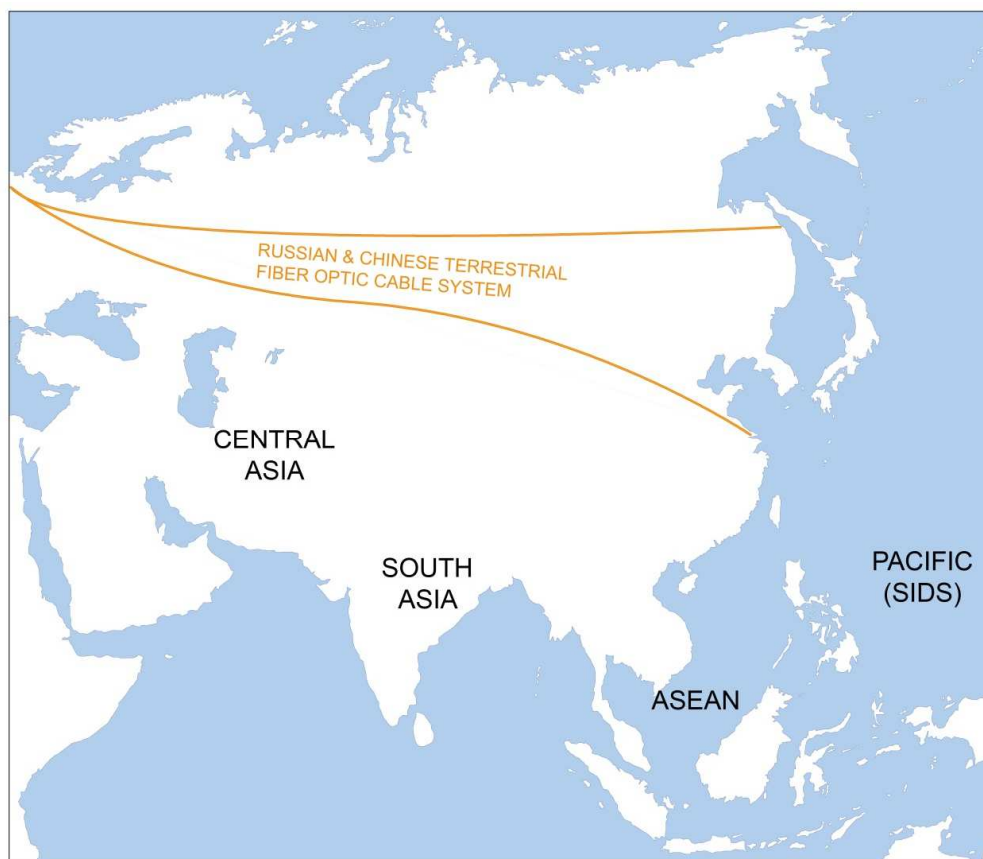 RUSSIAN & CHINESE TERRESTRIAL
FIBER OPTIC CABLE SYSTEM
CENTRAL
ASIA
SOUTH
ASIA
PACIFIC
(SIDS)
ASEAN